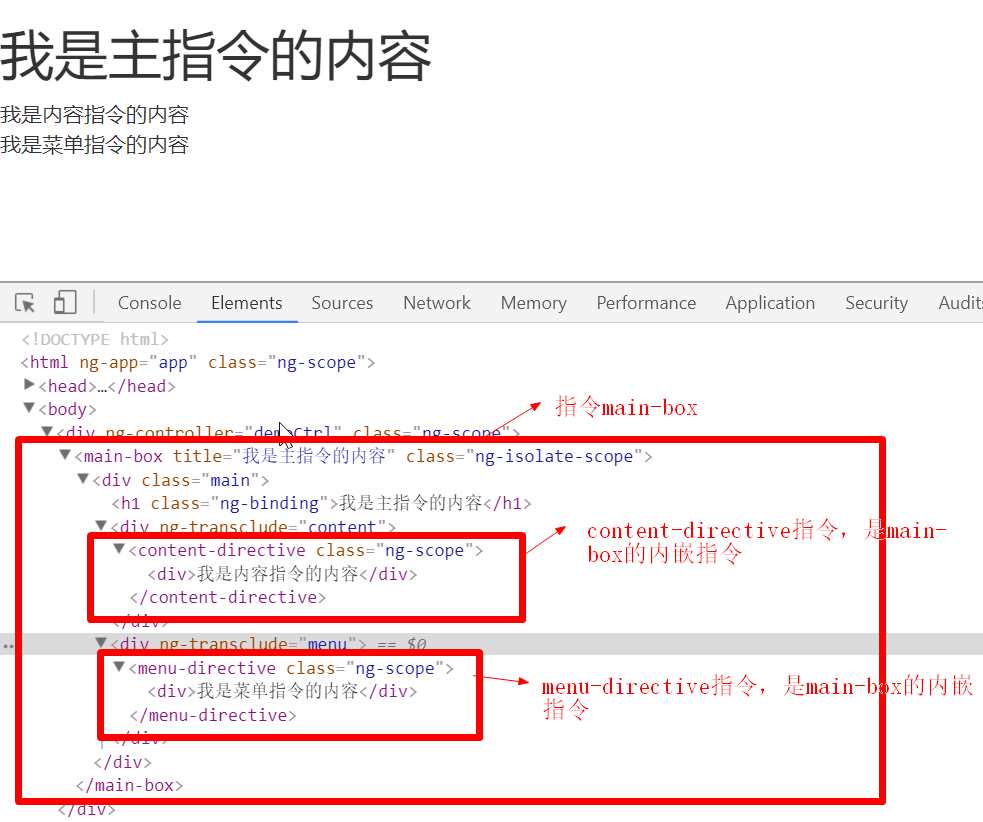 我是主指令的内容
我是内容指令的内容
我是菜单指令的内容
Console Elements Sources Network Memory Performance Application Security Audits
<!DOCTYPE html>
<html ng-app="app" class="ng-scope">
<head>…</head>
<body>
指令main-box
<div ng-controller="demoCtrl" class="ng-scope">
<main-box title="我是主指令的内容" class="ng-isolate-scope">
<div class="main">
<h1 class="ng-binding">我是主指令的内容</h1>
<div ng-transclude="content">
content-directive指令，是main-
box的内嵌指令
<content-directive class="ng-scope">
<div>我是内容指令的内容</div>
</content-directive>
</div>
<div ng-transclude="menu"> == $0
<menu-directive class="ng-scope">
menu-directive指令，是main-box的内嵌
指令
<div>我是菜单指令的内容</div>
</menu-directive>
</div>
</div>
</main-box>
</div>